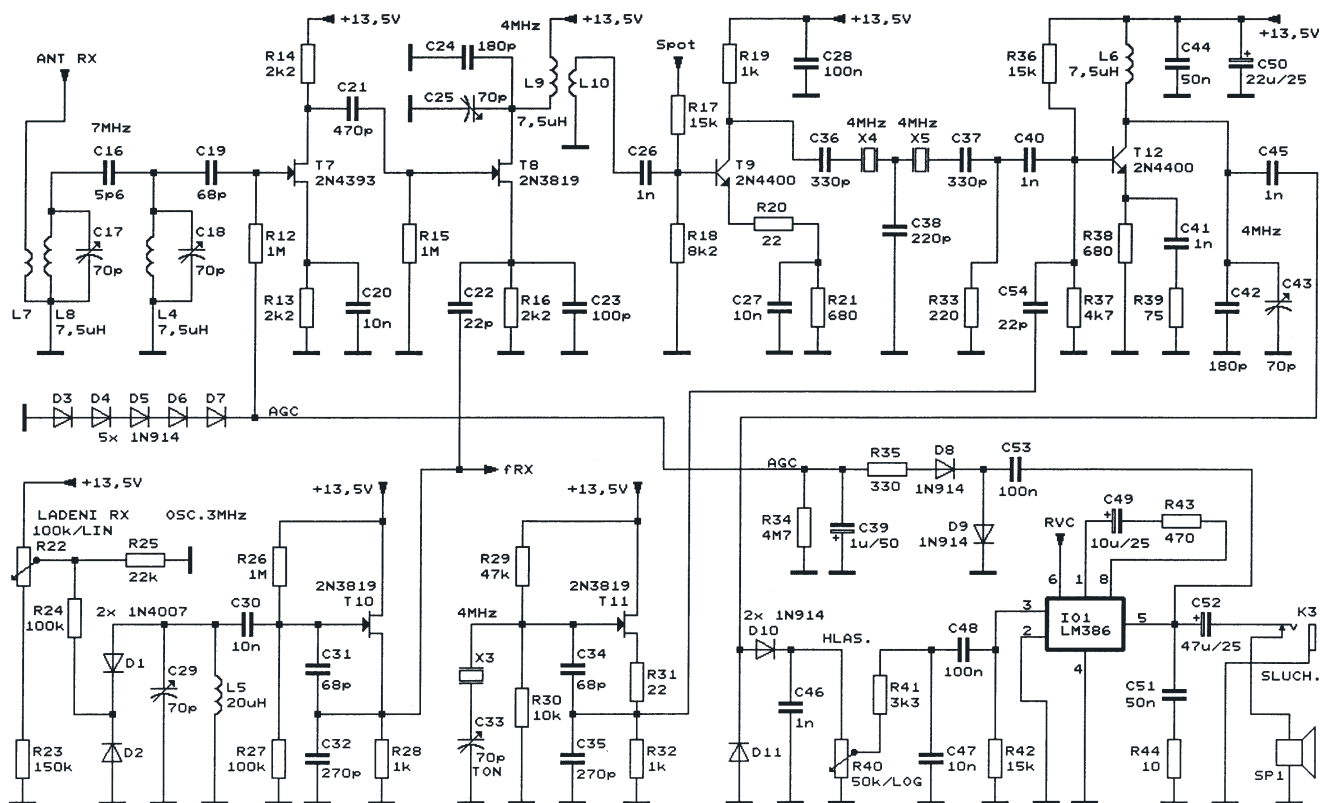 +13,5V
4MHz
+13,5V
+13,5V
ANT RX
R14
2k2
C24
180p
Spot
R19
1k
C28
100n
R36
15k
L6
7,5uH
C44
50n
C50
22u/25
C21
470p
C25
70p
L9
L10
7,5uH
R17
15k
7MHz
C16
5p6
C19
68p
T7
2N4393
T8
2N3819
C26
1n
T9
2N4400
4MHz
X4
4MHz
X5
C36
330p
C37
330p
C40
1n
T12
2N4400
C45
1n
C17
70p
C18
70p
R12
1M
R15
1M
R20
22
R18
8k2
C38
220p
R38
680
C41
1n
4MHz
L7
L8
7,5uH
L4
7,5uH
R13
2k2
C20
10n
C22
22p
R16
2k2
C23
100p
C27
10n
R21
680
R33
220
C54
22p
R37
4k7
R39
75
C42
180p
C43
70p
D3
D4
D5
D6
D7
5x 1N914
AGC
fRX
AGC
R35
330
D8
1N914
C53
100n
+13,5V
LADENI RX
100k/LIN
R22
OSC.3MHz
R25
22k
+13,5V
+13,5V
R34
4M7
C39
1u/50
D9
1N914
RVC
C49
10u/25
R43
470
R24
100k
2x 1N4007
R26
1M
2N3819
T10
R29
47k
2N3819
T11
4MHz
6
1
8
3
2
IO1
LM386
5
4
C52
47u/25
K3
SLUCH.
C30
10n
D1
C29
70p
L5
20uH
C31
68p
X3
C34
68p
R31
22
2x 1N914
D10
HLAS.
C48
100n
R41
3k3
C46
1n
C51
50n
R23
150k
D2
R27
100k
C32
270p
R28
1k
C33
70p
TON
R30
10k
C35
270p
R32
1k
D11
R40
50k/LOG
C47
10n
R42
15k
R44
10
SP1